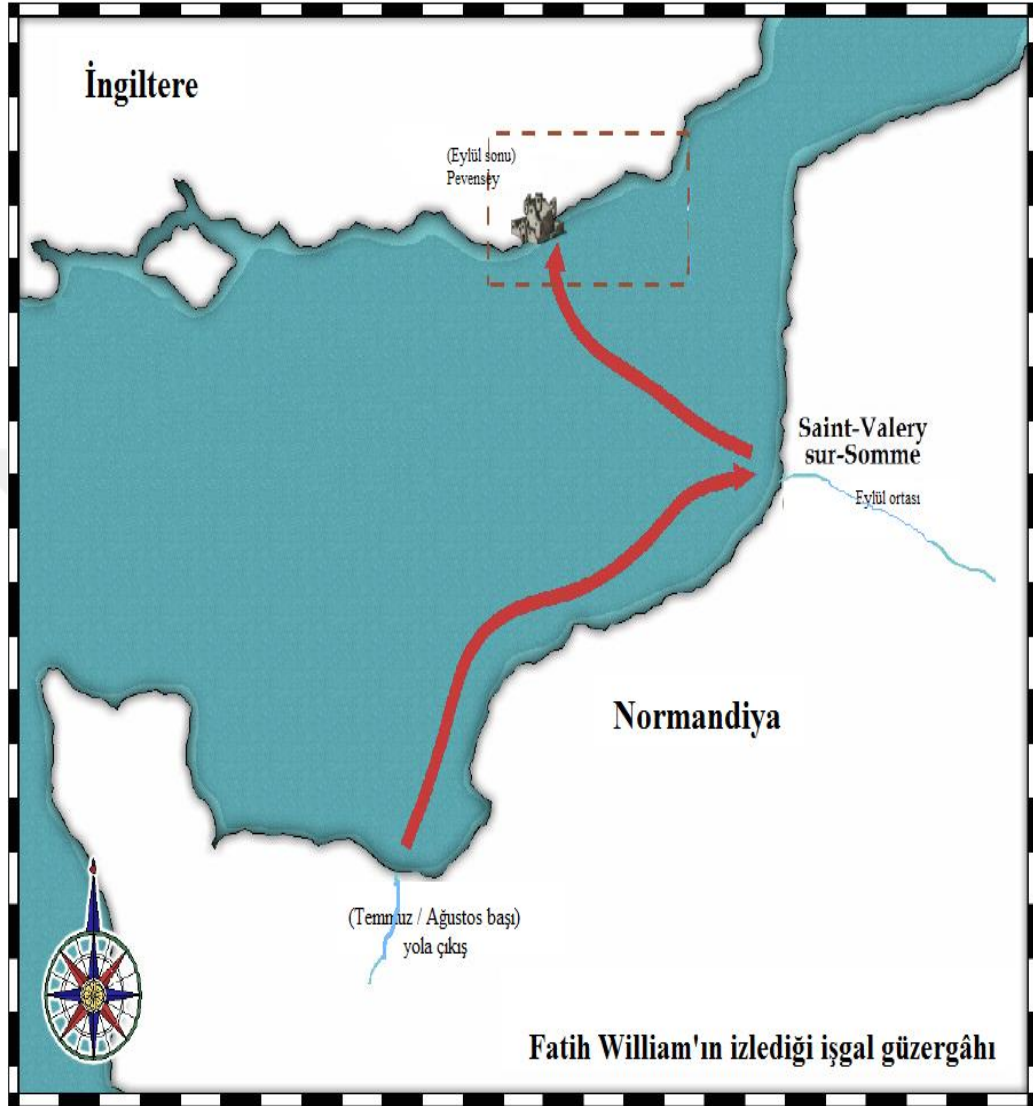 İngiltere
(Eylül sonu)
Pevensey
Saint-Valery
sur-Somme
Eylül ortası
Normandiya
(Temmuz / Ağustos başı)
yola çıkış
Fatih William'ın izlediği işgal güzergâhı